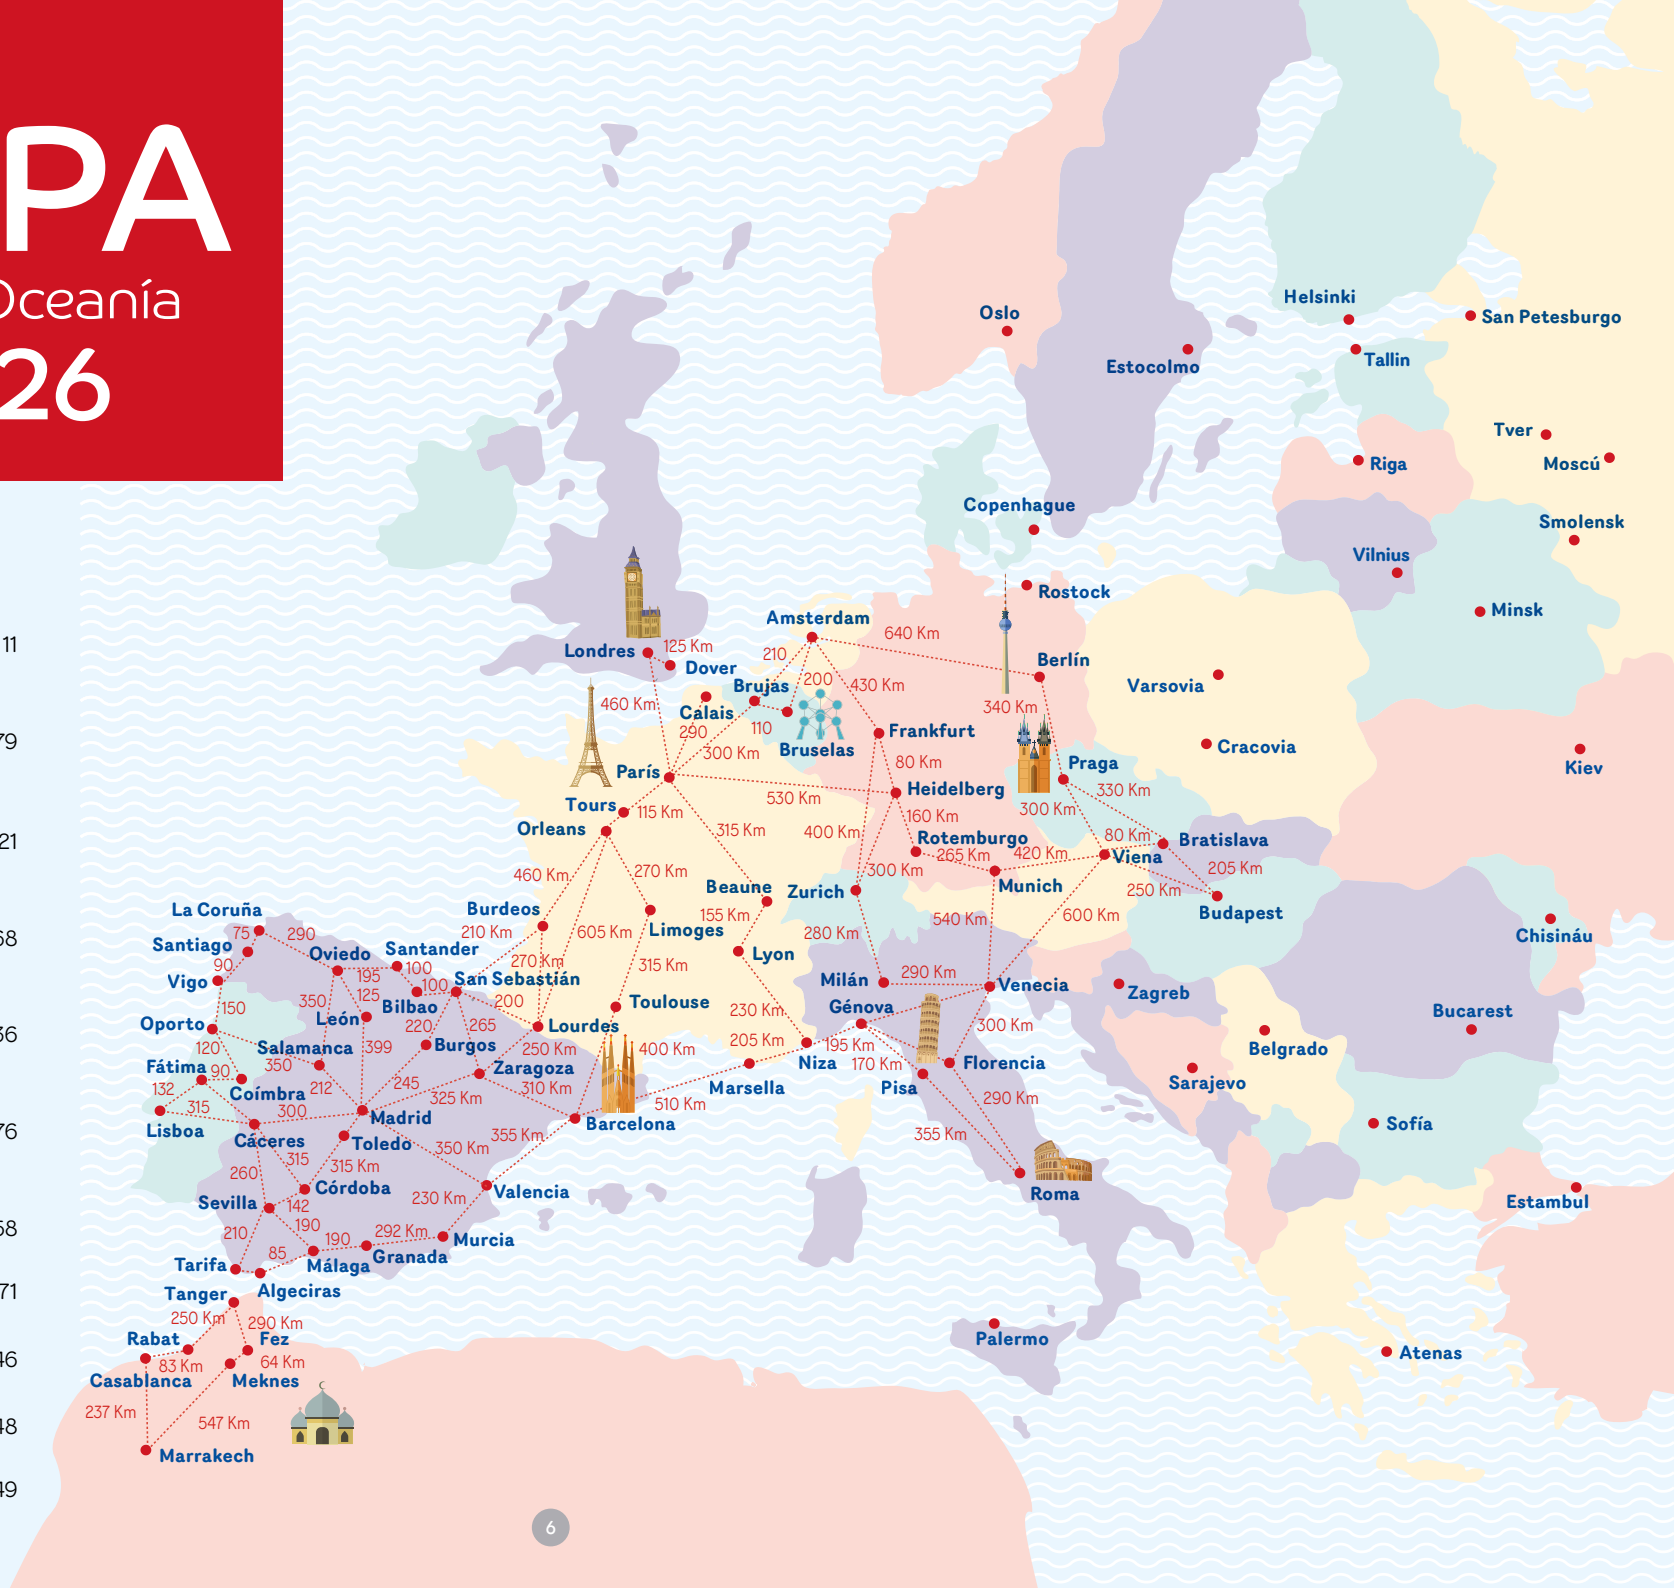 PA
Oceanía
26
11
79
21
68
36
76
58
71
46
48
49
Helsinki
San Petesburgo
Oslo
Tallin
Estocolmo
Tver
Moscú
Riga
Copenhague
Smolensk
Vilnius
Rostock
Minsk
Amsterdam
640 Km
Londres
125 Km
210
Berlín
Dover
Brujas
200
430 Km
Varsovia
460 Km
Calais
340 Km
290
110
Frankfurt
Bruselas
300 Km
Cracovia
80 Km
Praga
Kiev
París
Heidelberg
330 Km
530 Km
Tours
115 Km
160 Km
300 Km
Orleans
315 Km
400 Km
Rotemburgo
80 Km
Bratislava
265 Km
420 Km
Viena
300 Km
205 Km
460 Km
270 Km
Beaune
Zurich
Munich
250 Km
La Coruña
Burdeos
155 Km
540 Km
600 Km
Budapest
75
290
210 Km
605 Km
Limoges
280 Km
Chisináu
Santiago
Oviedo
Santander
Lyon
90
195
100
270 Km
315 Km
290 Km
Vigo
100
San Sebastián
Milán
Venecia
Zagreb
350
125
Bilbao
200
Toulouse
230 Km
Génova
150
León
Bucarest
Oporto
220
265
Lourdes
300 Km
120
Salamanca
399
Burgos
250 Km
400 Km
205 Km
195 Km
Belgrado
Fátima
90
350
Zaragoza
Niza
170 Km
Florencia
132
Coímbra
212
245
310 Km
Marsella
Pisa
Sarajevo
315
300
325 Km
510 Km
290 Km
Lisboa
Madrid
Barcelona
Cáceres
Toledo
350 Km
355 Km
355 Km
Sofía
260
315
315 Km
Córdoba
Valencia
Roma
Sevilla
142
230 Km
Estambul
210
190
190
292 Km
Murcia
85
Granada
Tarifa
Málaga
Algeciras
Tanger
250 Km
290 Km
Rabat
Fez
Palermo
83 Km
64 Km
Atenas
Casablanca
Meknes
237 Km
547 Km
Marrakech
6